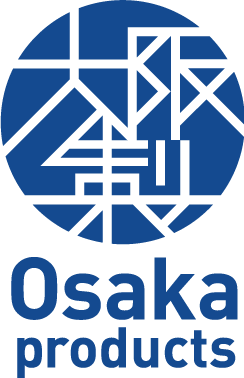 大阪製
Osaka
products